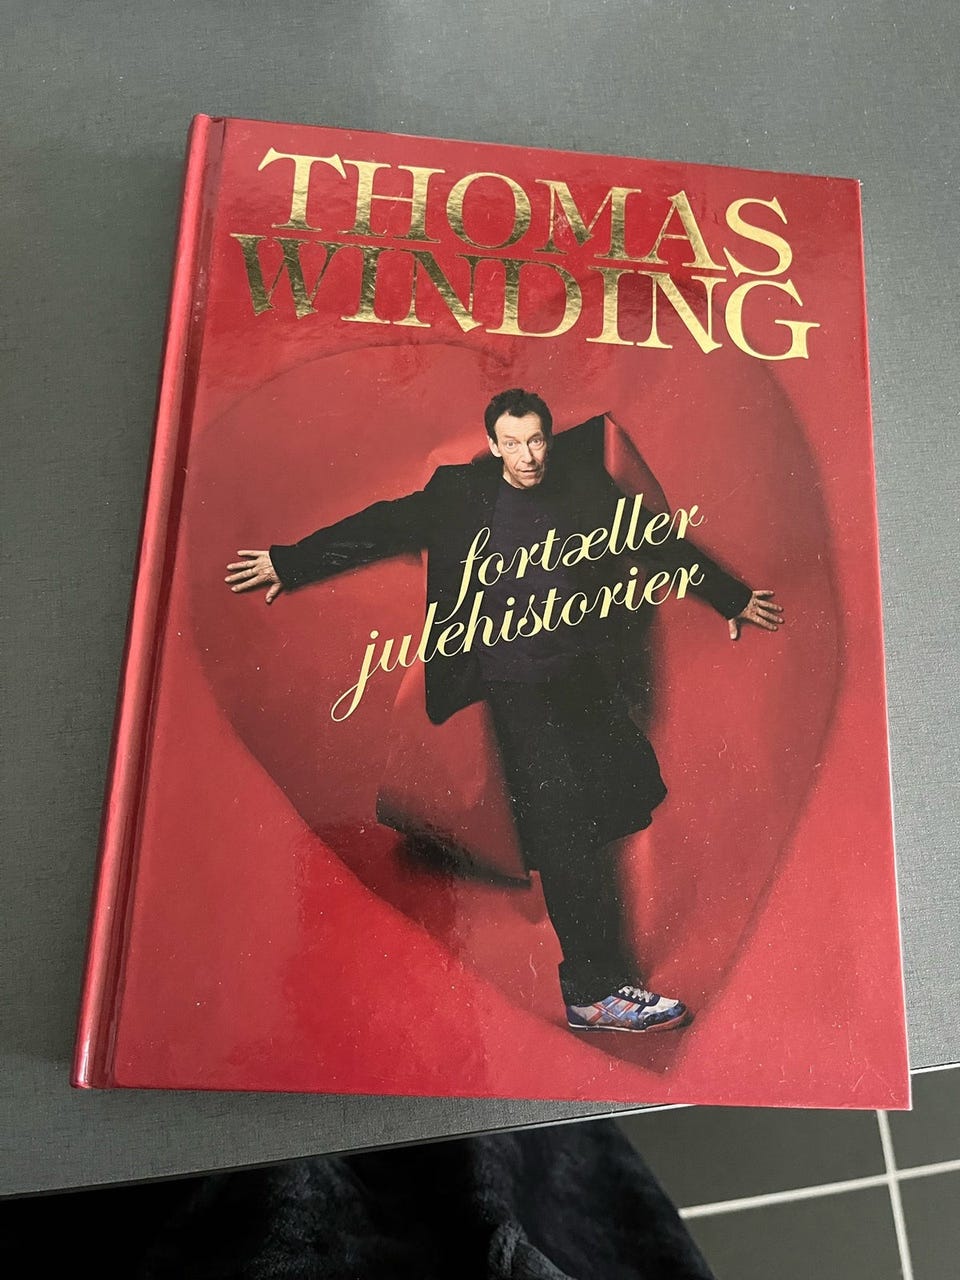 THOMAS
WINDING
fortæller
julehistorier